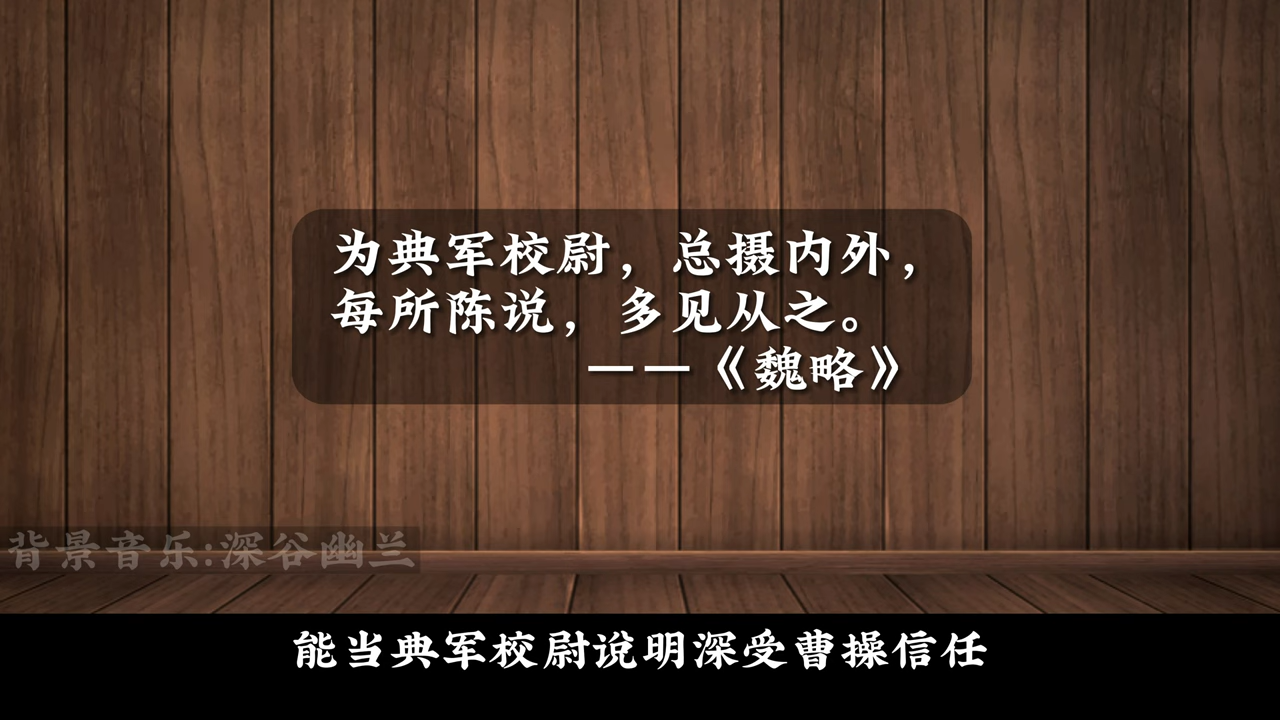 为典军校尉，总摄内外，
每所陈说，多见从之。
——《魏略》
背景音乐:深谷幽兰
能当典军校尉说明深受曹操信任